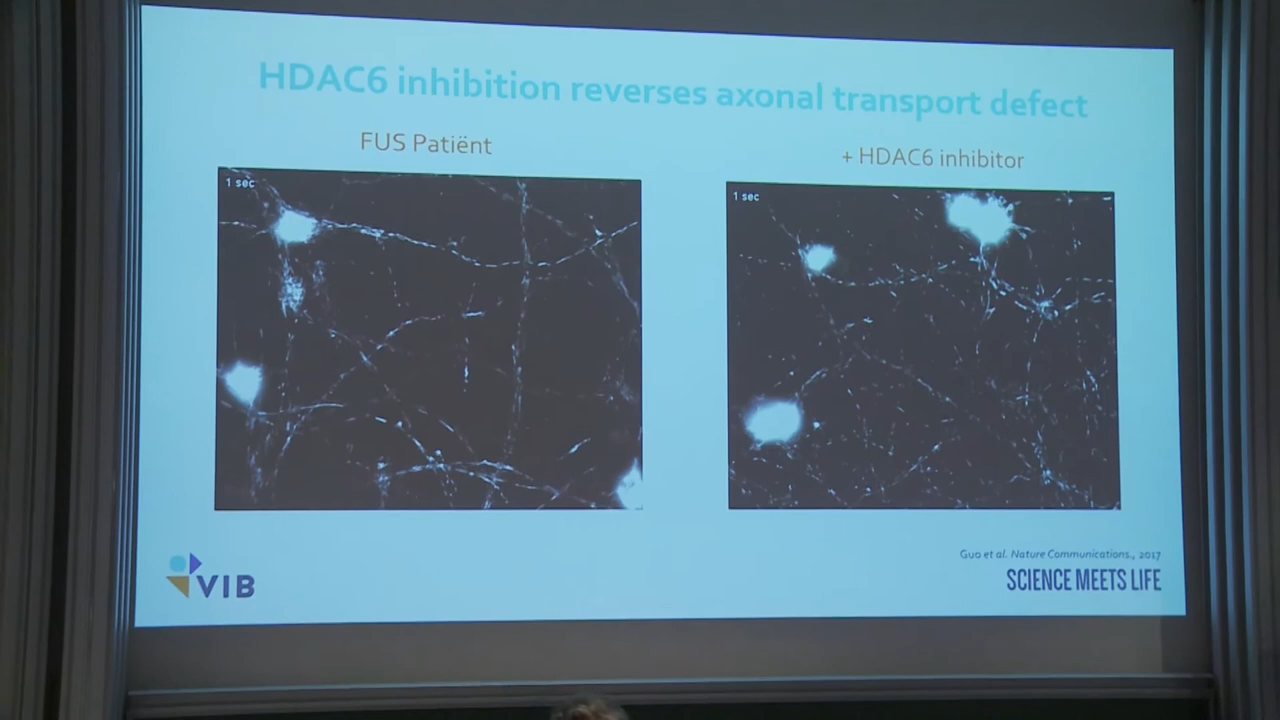 HDAC6 inhibition reverses axonal transport defect
FUS Patiënt
+ HDAC6 inhibitor
1 sec
1 sec
Guo et al. Nature Communications., 2017
VIB
SCIENCE MEETS LIFE